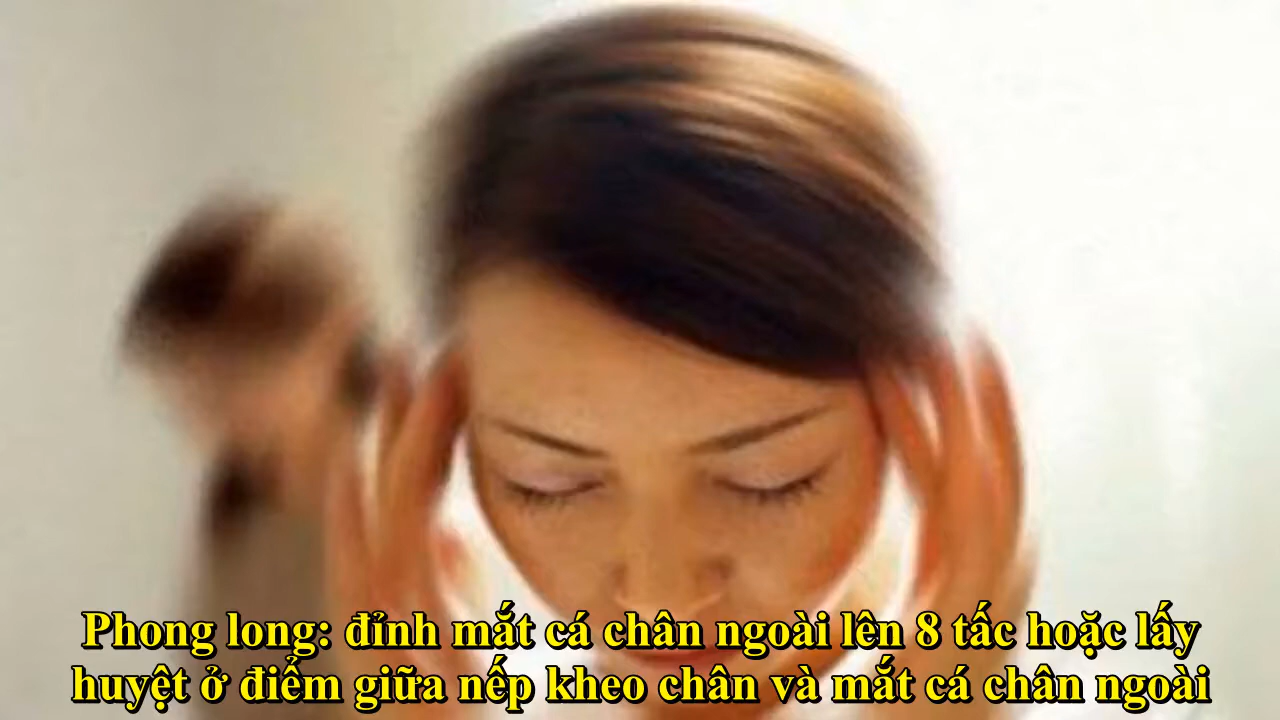 Phong long: đỉnh mắt cá chân ngoài lên 8 tấc hoặc lấy
huyệt ở điểm giữa nếp kheo chân và mắt cá chân ngoài